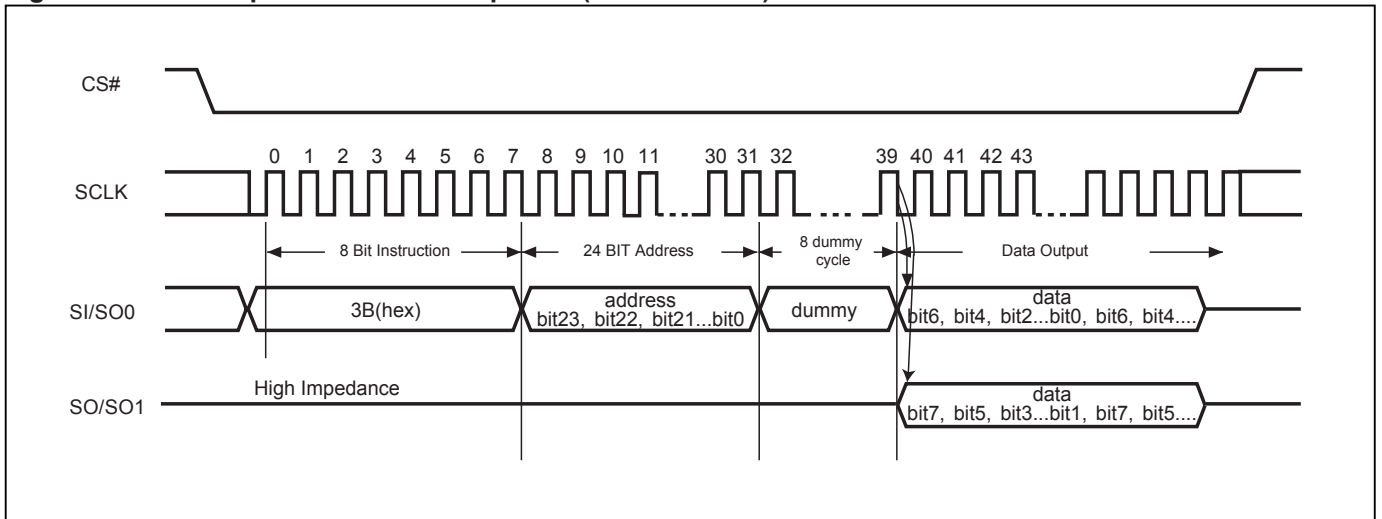 CS#
0 1 2 3 4 5 6 7 8 9 10 11 30 31 32 39 40 41 42 43
SCLK
8 Bit Instruction
24 BIT Address
8 dummy
cycle
Data Output
SI/SO0
3B(hex)
address
bit23, bit22, bit21...bit0
dummy
data
bit6, bit4, bit2...bit0, bit6, bit4....
High Impedance
SO/SO1
data
bit7, bit5, bit3...bit1, bit7, bit5....